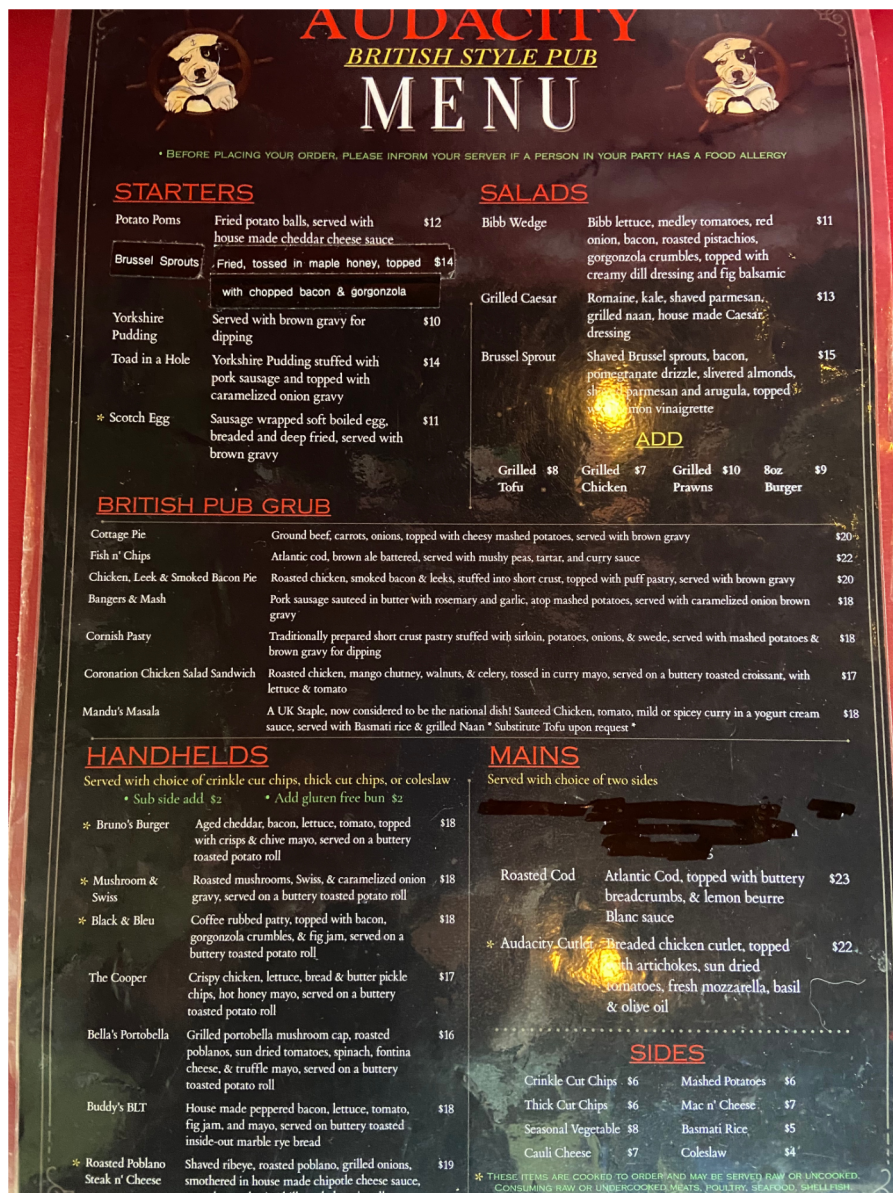 AUDACITY
BRITISH STYLE PUB
MENU
• BEFORE PLACING YOUR ORDER, PLEASE INFORM YOUR SERVER IF A PERSON IN YOUR PARTY HAS A FOOD ALLERGY
STARTERS
Potato Poms Fried potato balls, served with $12
house made cheddar cheese sauce
Brussel Sprouts Fried, tossed in maple honey, topped $14
with chopped bacon & gorgonzola
Yorkshire Served with brown gravy for $10
Pudding dipping
Toad in a Hole Yorkshire Pudding stuffed with $14
pork sausage and topped with
caramelized onion gravy
* Scotch Egg Sausage wrapped soft boiled egg, $11
breaded and deep fried, served with
brown gravy
SALADS
Bibb Wedge Bibb lettuce, medley tomatoes, red $11
onion, bacon, roasted pistachios,
gorgonzola crumbles, topped with
creamy dill dressing and fig balsamic
Grilled Caesar Romaine, kale, shaved parmesan, $13
grilled naan, house made Caesar
dressing
Brussel Sprout Shaved Brussel sprouts, bacon, $15
pomegranate drizzle, slivered almonds,
parmesan and arugula, topped
vinaigrette
ADD
Grilled $8 Grilled $7 Grilled $10 8oz $9
Tofu Chicken Prawns Burger
BRITISH PUB GRUB
Cottage Pie Ground beef, carrots, onions, topped with cheesy mashed potatoes, served with brown gravy $20
Fish n' Chips Atlantic cod, brown ale battered, served with mushy peas, tartar, and curry sauce $22
Chicken, Leek & Smoked Bacon Pie Roasted chicken, smoked bacon & leeks, stuffed into short crust, topped with puff pastry, served with brown gravy $20
Bangers & Mash Pork sausage sauteed in butter with rosemary and garlic, atop mashed potatoes, served with caramelized onion brown $18
gravy
Cornish Pasty Traditionally prepared short crust pastry stuffed with sirloin, potatoes, onions, & swede, served with mashed potatoes & $18
brown gravy for dipping
Coronation Chicken Salad Sandwich Roasted chicken, mango chutney, walnuts, & celery, tossed in curry mayo, served on a buttery toasted croissant, with $17
lettuce & tomato
Mandu's Masala A UK Staple, now considered to be the national dish! Sauteed Chicken, tomato, mild or spicey curry in a yogurt cream $18
sauce, served with Basmati rice & grilled Naan * Substitute Tofu upon request *
HANDHELDS
Served with choice of crinkle cut chips, thick cut chips, or coleslaw
• Sub side add $2 • Add gluten free bun $2
* Bruno's Burger Aged cheddar, bacon, lettuce, tomato, topped $18
with crisps & chive mayo, served on a buttery
toasted potato roll
* Mushroom & Roasted mushrooms, Swiss, & caramelized onion $18
Swiss gravy, served on a buttery toasted potato roll
* Black & Bleu Coffee rubbed patty, topped with bacon, $18
gorgonzola crumbles, & fig jam, served on a
buttery toasted potato roll
The Cooper Crispy chicken, lettuce, bread & butter pickle $17
chips, hot honey mayo, served on a buttery
toasted potato roll
Bella's Portobella Grilled portobella mushroom cap, roasted $16
poblanos, sun dried tomatoes, spinach, fontina
cheese, & truffle mayo, served on a buttery
toasted potato roll
Buddy's BLT House made peppered bacon, lettuce, tomato, $18
fig jam, and mayo, served on buttery toasted
inside-out marble rye bread
* Roasted Poblano Shaved ribeye, roasted poblano, grilled onions, $19
Steak n' Cheese smothered in house made chipotle cheese sauce,
MAINS
Served with choice of two sides
Roasted Cod Atlantic Cod, topped with buttery $23
breadcrumbs, & lemon beurre
Blanc sauce
* Audacity Cutlet Breaded chicken cutlet, topped $22
with artichokes, sun dried
tomatoes, fresh mozzarella, basil
& olive oil
SIDES
Crinkle Cut Chips $6 Mashed Potatoes $6
Thick Cut Chips $6 Mac n' Cheese $7
Seasonal Vegetable $8 Basmati Rice $5
Cauli Cheese $7 Coleslaw $4
* THESE ITEMS ARE COOKED TO ORDER AND MAY BE SERVED RAW OR UNCOOKED.
CONSUMING RAW OR UNDERCOOKED MEATS, POULTRY, SEAFOOD, SHELLFISH,